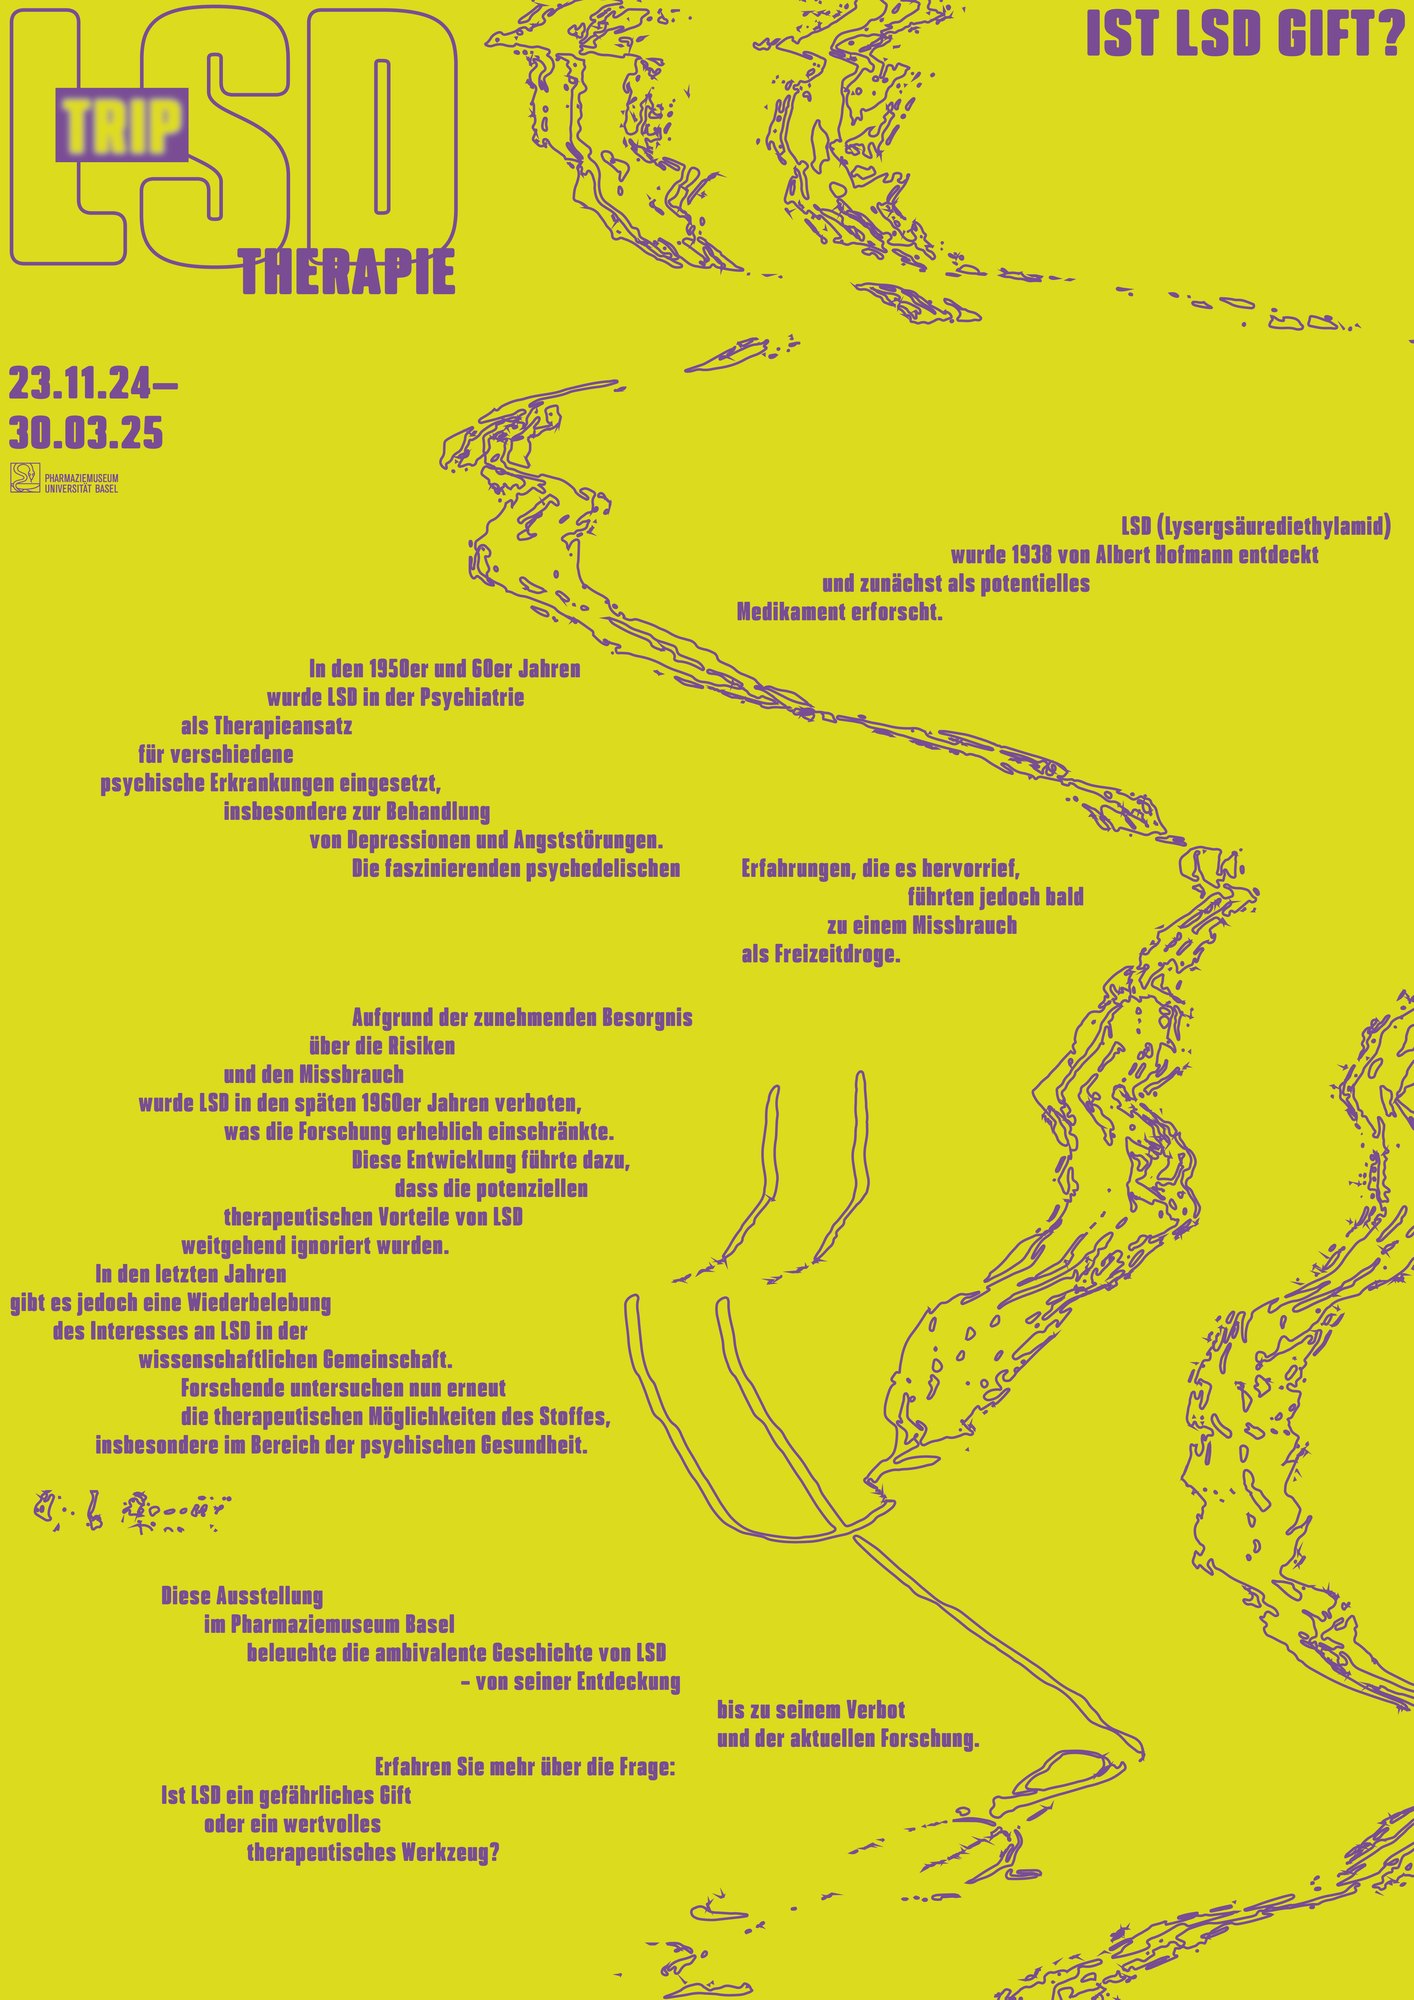 LSD
TRIP
THERAPIE
IST LSD GIFT?
23.11.24–
30.03.25
PHARMAZIEMUSEUM
UNIVERSITÄT BASEL
LSD (Lysergsäurediethylamid)
wurde 1938 von Albert Hofmann entdeckt
und zunächst als potentielles
Medikament erforscht.
In den 1950er und 60er Jahren
wurde LSD in der Psychiatrie
als Therapieansatz
für verschiedene
psychische Erkrankungen eingesetzt,
insbesondere zur Behandlung
von Depressionen und Angststörungen.
Die faszinierenden psychedelischen Erfahrungen, die es hervorrief,
führten jedoch bald
zu einem Missbrauch
als Freizeitdroge.
Aufgrund der zunehmenden Besorgnis
über die Risiken
und den Missbrauch
wurde LSD in den späten 1960er Jahren verboten,
was die Forschung erheblich einschränkte.
Diese Entwicklung führte dazu,
dass die potenziellen
therapeutischen Vorteile von LSD
weitgehend ignoriert wurden.
In den letzten Jahren
gibt es jedoch eine Wiederbelebung
des Interesses an LSD in der
wissenschaftlichen Gemeinschaft.
Forschende untersuchen nun erneut
die therapeutischen Möglichkeiten des Stoffes,
insbesondere im Bereich der psychischen Gesundheit.
Diese Ausstellung
im Pharmaziemuseum Basel
beleuchte die ambivalente Geschichte von LSD
– von seiner Entdeckung
bis zu seinem Verbot
und der aktuellen Forschung.
Erfahren Sie mehr über die Frage:
Ist LSD ein gefährliches Gift
oder ein wertvolles
therapeutisches Werkzeug?